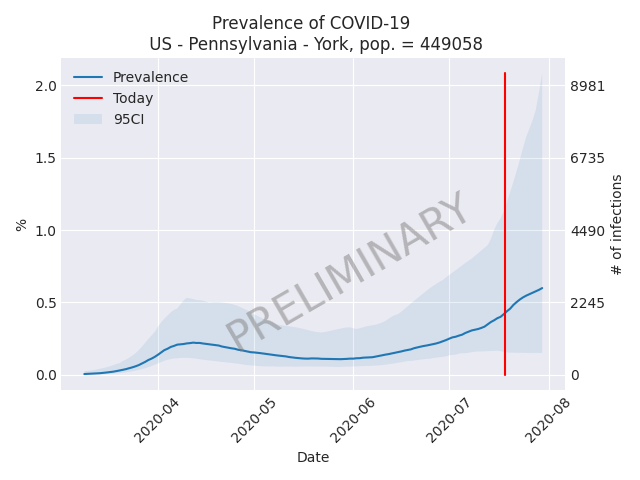 Prevalence of COVID-19
US - Pennsylvania - York, pop. = 449058
Prevalence
Today
95CI
PRELIMINARY
2.0
1.5
1.0
0.5
0.0
%
8981
6735
4490
2245
0
# of infections
2020-04
2020-05
2020-06
2020-07
2020-08
Date